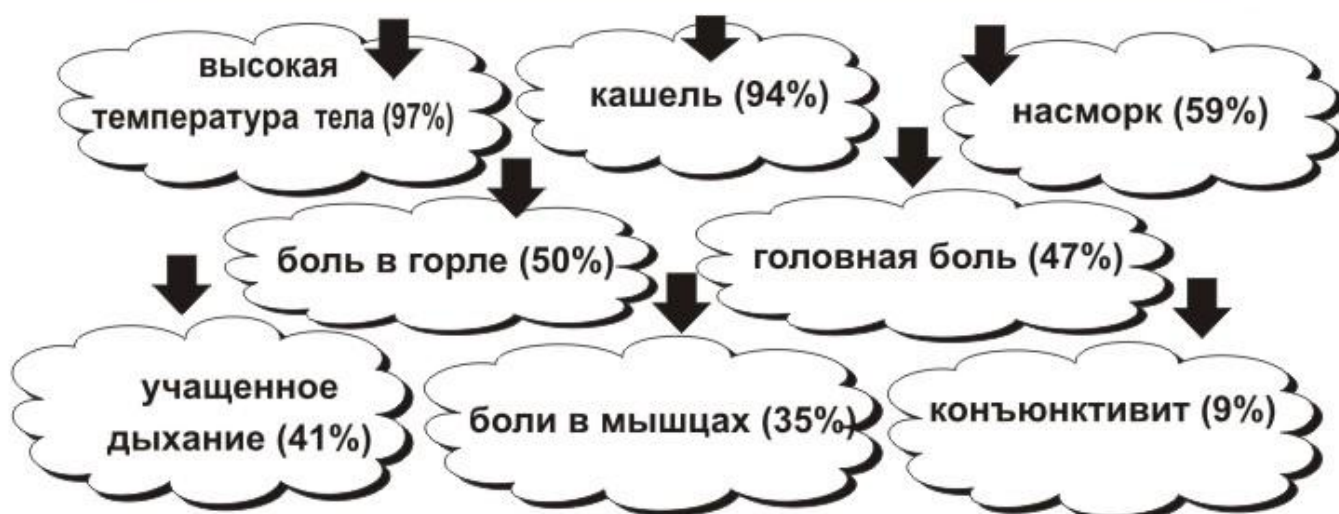 высокая
температура тела (97%)
кашель (94%)
насморк (59%)
боль в горле (50%)
головная боль (47%)
учащенное
дыхание (41%)
боли в мышцах (35%)
конъюнктивит (9%)